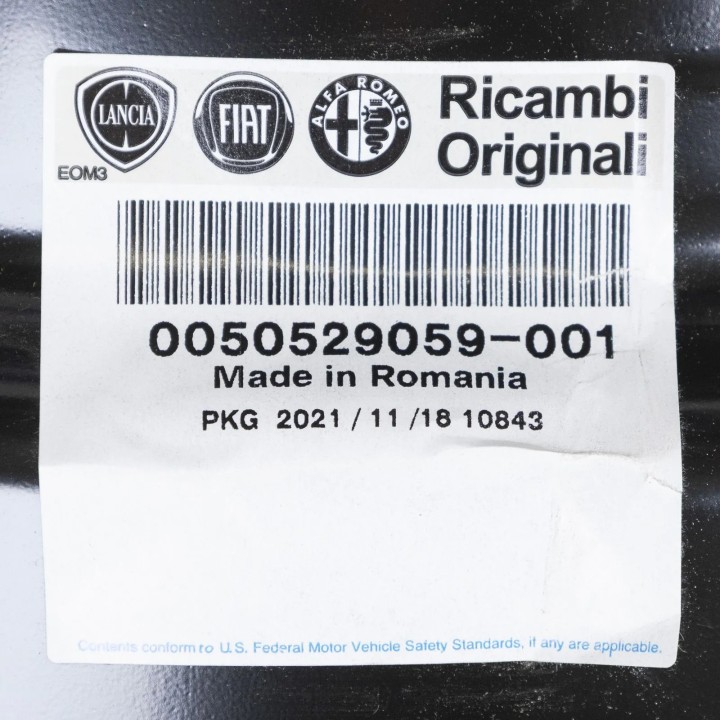 LANCIA
FIAT
ALFA ROMEO
Ricambi
Originali
EOM3
0050529059-001
Made in Romania
PKG 2021 / 11 /18 10843
Contents conform to U.S. Federal Motor Vehicle Safety Standards, if any are applicable.